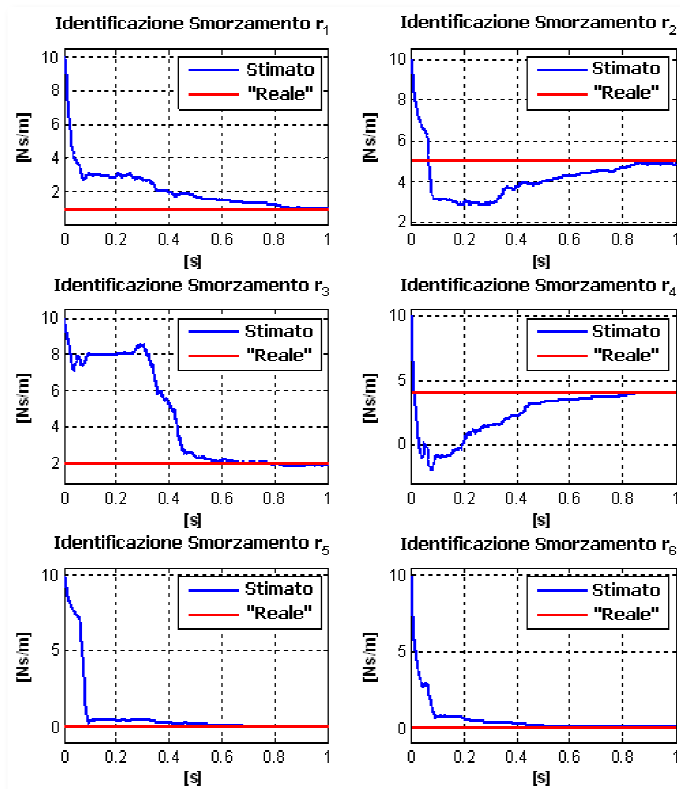 Identificazione Smorzamento r1
[Ns/m]
10
8
6
4
2
Stimato
"Reale"
0 0.2 0.4 0.6 0.8 1
[s]
Identificazione Smorzamento r2
[Ns/m]
10
8
6
4
2
Stimato
"Reale"
0 0.2 0.4 0.6 0.8 1
[s]
Identificazione Smorzamento r3
[Ns/m]
10
8
6
4
2
Stimato
"Reale"
0 0.2 0.4 0.6 0.8 1
[s]
Identificazione Smorzamento r4
[Ns/m]
10
5
0
Stimato
"Reale"
0 0.2 0.4 0.6 0.8 1
[s]
Identificazione Smorzamento r5
[Ns/m]
10
5
0
Stimato
"Reale"
0 0.2 0.4 0.6 0.8 1
[s]
Identificazione Smorzamento r6
[Ns/m]
10
5
0
Stimato
"Reale"
0 0.2 0.4 0.6 0.8 1
[s]